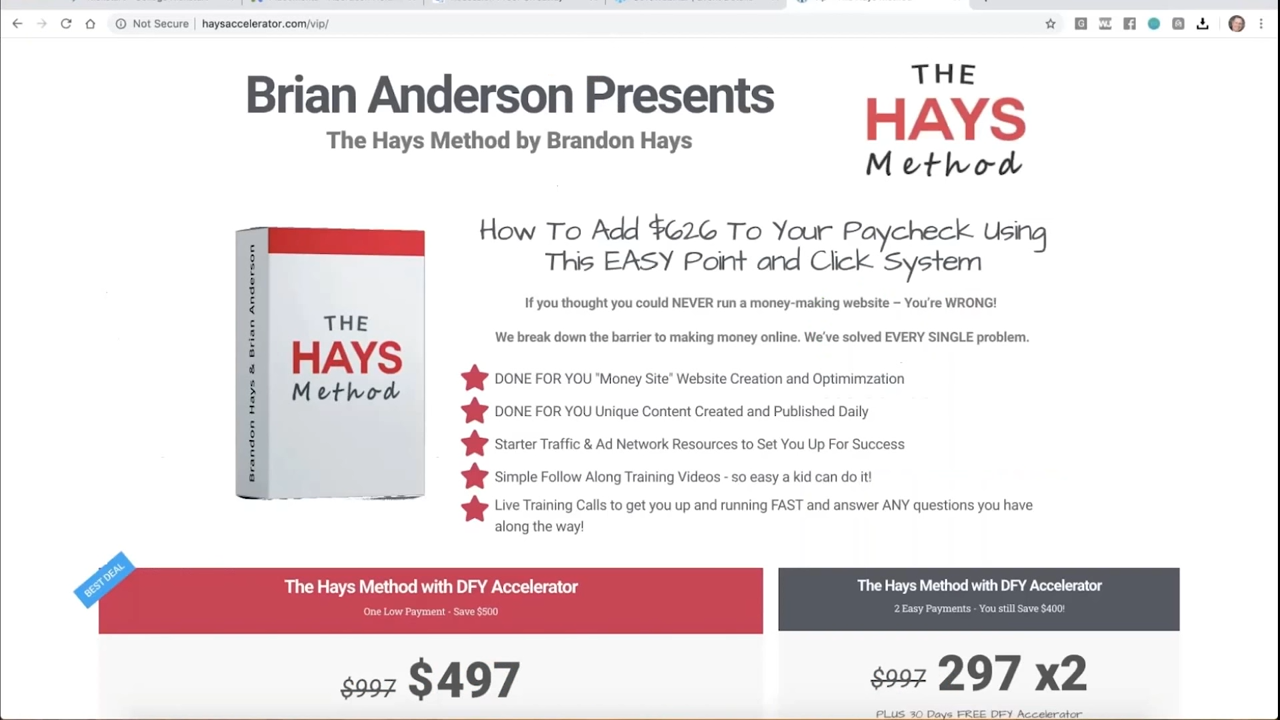 Not Secure | haysaccelerator.com/vip/
Brian Anderson Presents
The Hays Method by Brandon Hays
THE
HAYS
Method
How To Add $626 To Your Paycheck Using
This EASY Point and Click System
If you thought you could NEVER run a money-making website – You're WRONG!
We break down the barrier to making money online. We've solved EVERY SINGLE problem.
Brandon Hays & Brian Anderson
THE
HAYS
Method
DONE FOR YOU "Money Site" Website Creation and Optimimzation
DONE FOR YOU Unique Content Created and Published Daily
Starter Traffic & Ad Network Resources to Set You Up For Success
Simple Follow Along Training Videos - so easy a kid can do it!
Live Training Calls to get you up and running FAST and answer ANY questions you have
along the way!
BEST DEAL
The Hays Method with DFY Accelerator
One Low Payment - Save $500
$997 $497
The Hays Method with DFY Accelerator
2 Easy Payments - You still Save $400!
$997 297 x2
PLUS 30 Days FREE DFY Accelerator